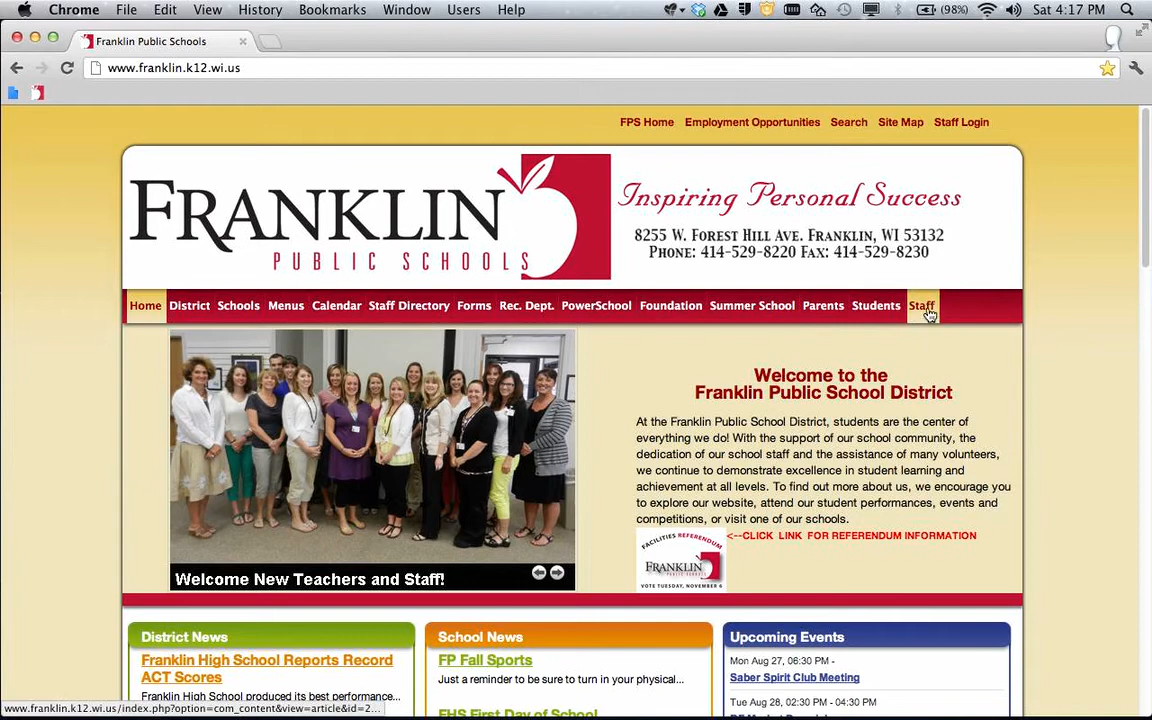 Chrome File Edit View History Bookmarks Window Users Help (98%) Sat 4:17 PM
Franklin Public Schools
www.franklin.k12.wi.us
FPS Home Employment Opportunities Search Site Map Staff Login
FRANKLIN
PUBLIC SCHOOLS
Inspiring Personal Success
8255 W. FOREST HILL AVE. FRANKLIN, WI 53132
PHONE: 414-529-8220 FAX: 414-529-8230
Home District Schools Menus Calendar Staff Directory Forms Rec. Dept. PowerSchool Foundation Summer School Parents Students Staff
Welcome New Teachers and Staff!
Welcome to the
Franklin Public School District
At the Franklin Public School District, students are the center of
everything we do! With the support of our school community, the
dedication of our school staff and the assistance of many volunteers,
we continue to demonstrate excellence in student learning and
achievement at all levels. To find out more about us, we encourage you
to explore our website, attend our student performances, events and
competitions, or visit one of our schools.
FACILITIES REFERENDUM
FRANKLIN
PUBLIC SCHOOLS
VOTE TUESDAY, NOVEMBER 6
<--CLICK LINK FOR REFERENDUM INFORMATION
District News
Franklin High School Reports Record
ACT Scores
Franklin High School produced its best performance...
School News
FP Fall Sports
Just a reminder to be sure to turn in your physical...
FHS First Day of School
Upcoming Events
Mon Aug 27, 06:30 PM -
Saber Spirit Club Meeting
Tue Aug 28, 02:30 PM - 04:30 PM
www.franklin.k12.wi.us/index.php?option=com_content&view=article&id=2...